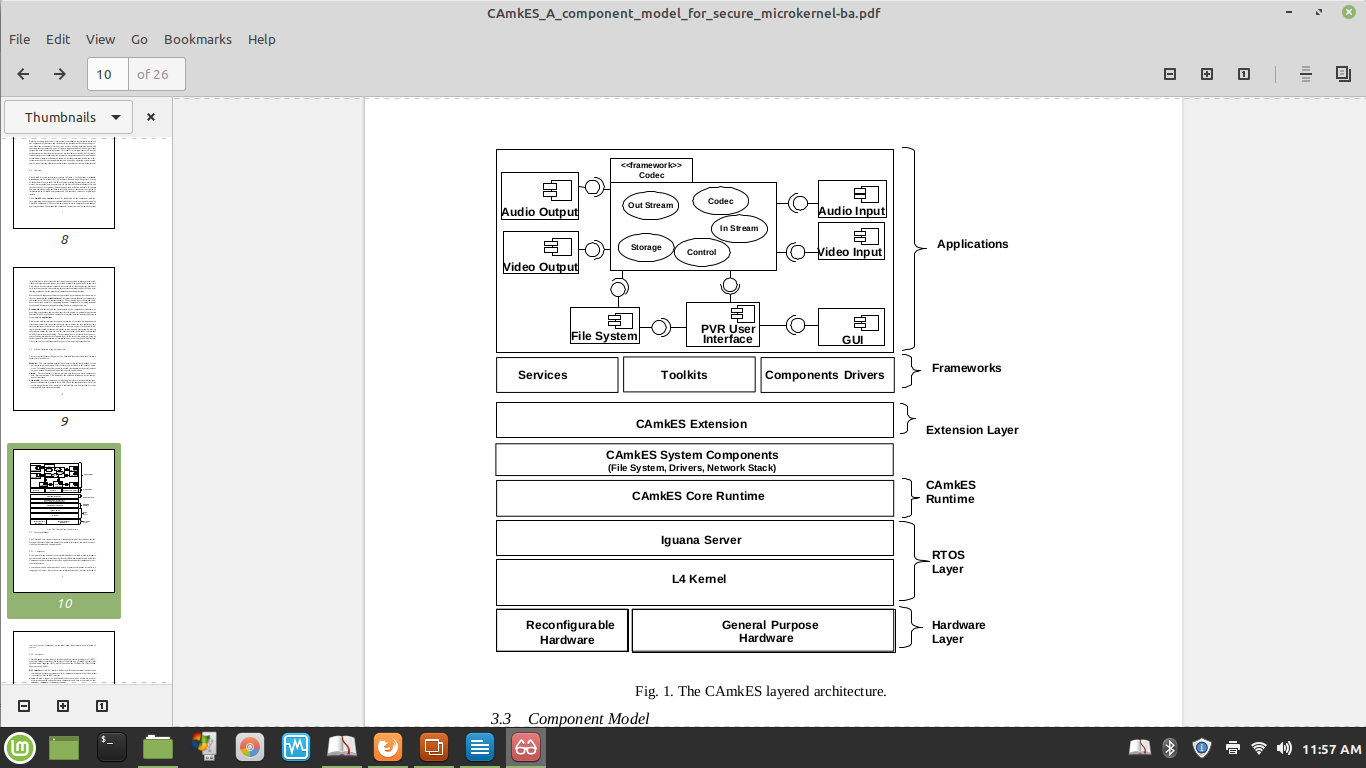 CAmkES_A_component_model_for_secure_microkernel-ba.pdf
File Edit View Go Bookmarks Help
10 of 26
Thumbnails
8
9
10
<<framework>>
Codec
Out Stream
Codec
In Stream
Storage
Control
Audio Output
Video Output
Audio Input
Video Input
File System
PVR User
Interface
GUI
Applications
Services
Toolkits
Components Drivers
Frameworks
CAmkES Extension
Extension Layer
CAmkES System Components
(File System, Drivers, Network Stack)
CAmkES Core Runtime
CAmkES
Runtime
Iguana Server
L4 Kernel
RTOS
Layer
Reconfigurable
Hardware
General Purpose
Hardware
Hardware
Layer
Fig. 1. The CAmkES layered architecture.
3.3 Component Model
11:57 AM